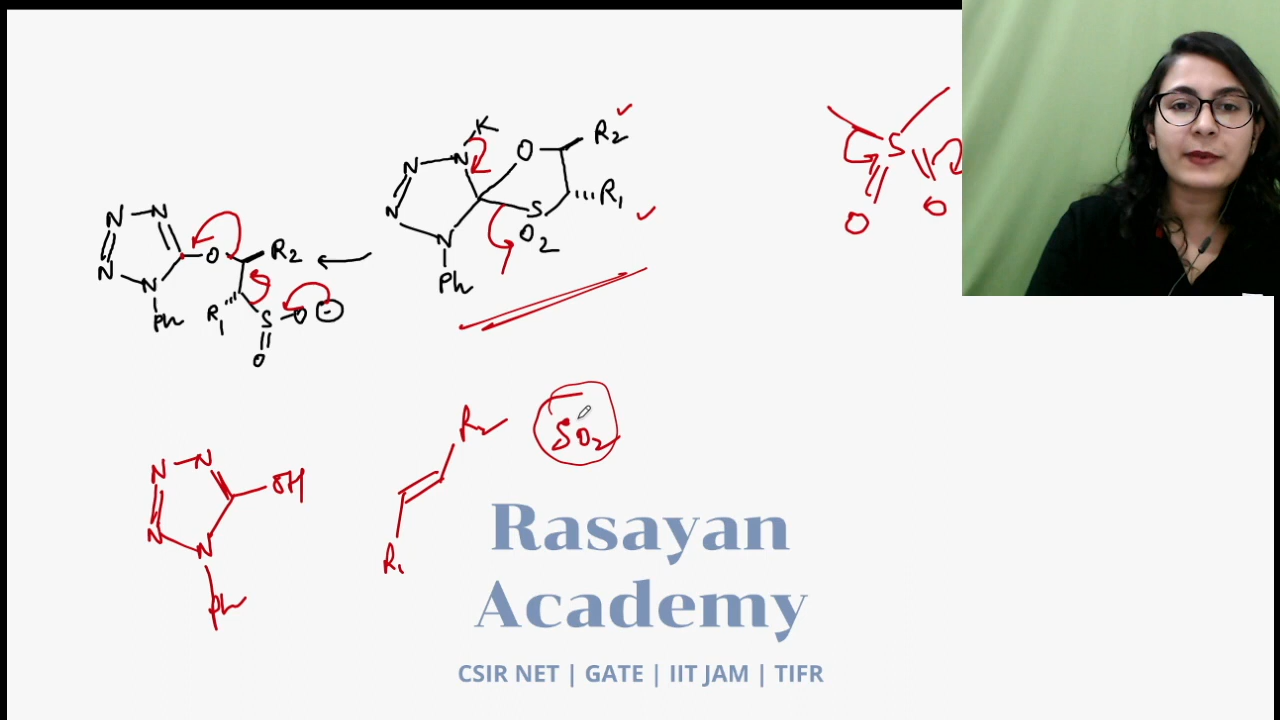 K
N N O R2
N S R1
N O2
Ph
N N
N O R2
N
Ph R1 S O ⊖
O
S
O O
N N OH
N N
Ph
R2
R1
SO2
Rasayan
Academy
CSIR NET | GATE | IIT JAM | TIFR